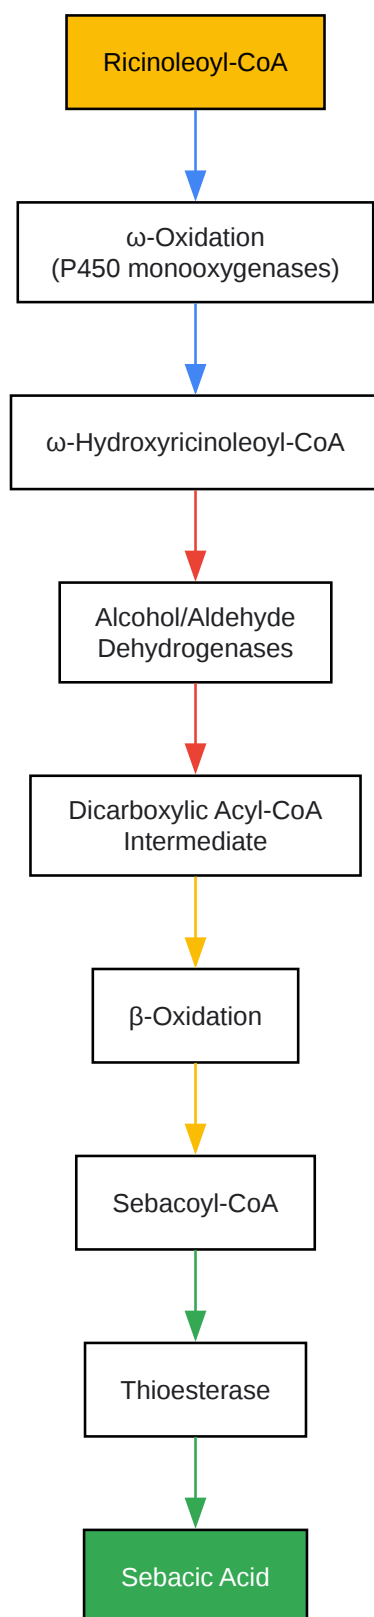 Ricinoleoyl-CoA
ω-Oxidation
(P450 monooxygenases)
ω-Hydroxyricinoleoyl-CoA
Alcohol/Aldehyde
Dehydrogenases
Dicarboxylic Acyl-CoA
Intermediate
β-Oxidation
Sebacoyl-CoA
Thioesterase
Sebacic Acid